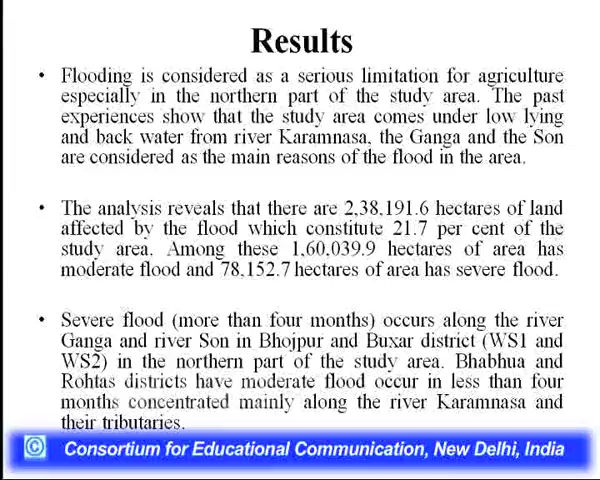 Results
• Flooding is considered as a serious limitation for agriculture
especially in the northern part of the study area. The past
experiences show that the study area comes under low lying
and back water from river Karamnasa, the Ganga and the Son
are considered as the main reasons of the flood in the area.
• The analysis reveals that there are 2,38,191.6 hectares of land
affected by the flood which constitute 21.7 per cent of the
study area. Among these 1,60,039.9 hectares of area has
moderate flood and 78,152.7 hectares of area has severe flood.
• Severe flood (more than four months) occurs along the river
Ganga and river Son in Bhojpur and Buxar district (WS1 and
WS2) in the northern part of the study area. Bhabhua and
Rohtas districts have moderate flood occur in less than four
months concentrated mainly along the river Karamnasa and
their tributaries.
© Consortium for Educational Communication, New Delhi, India